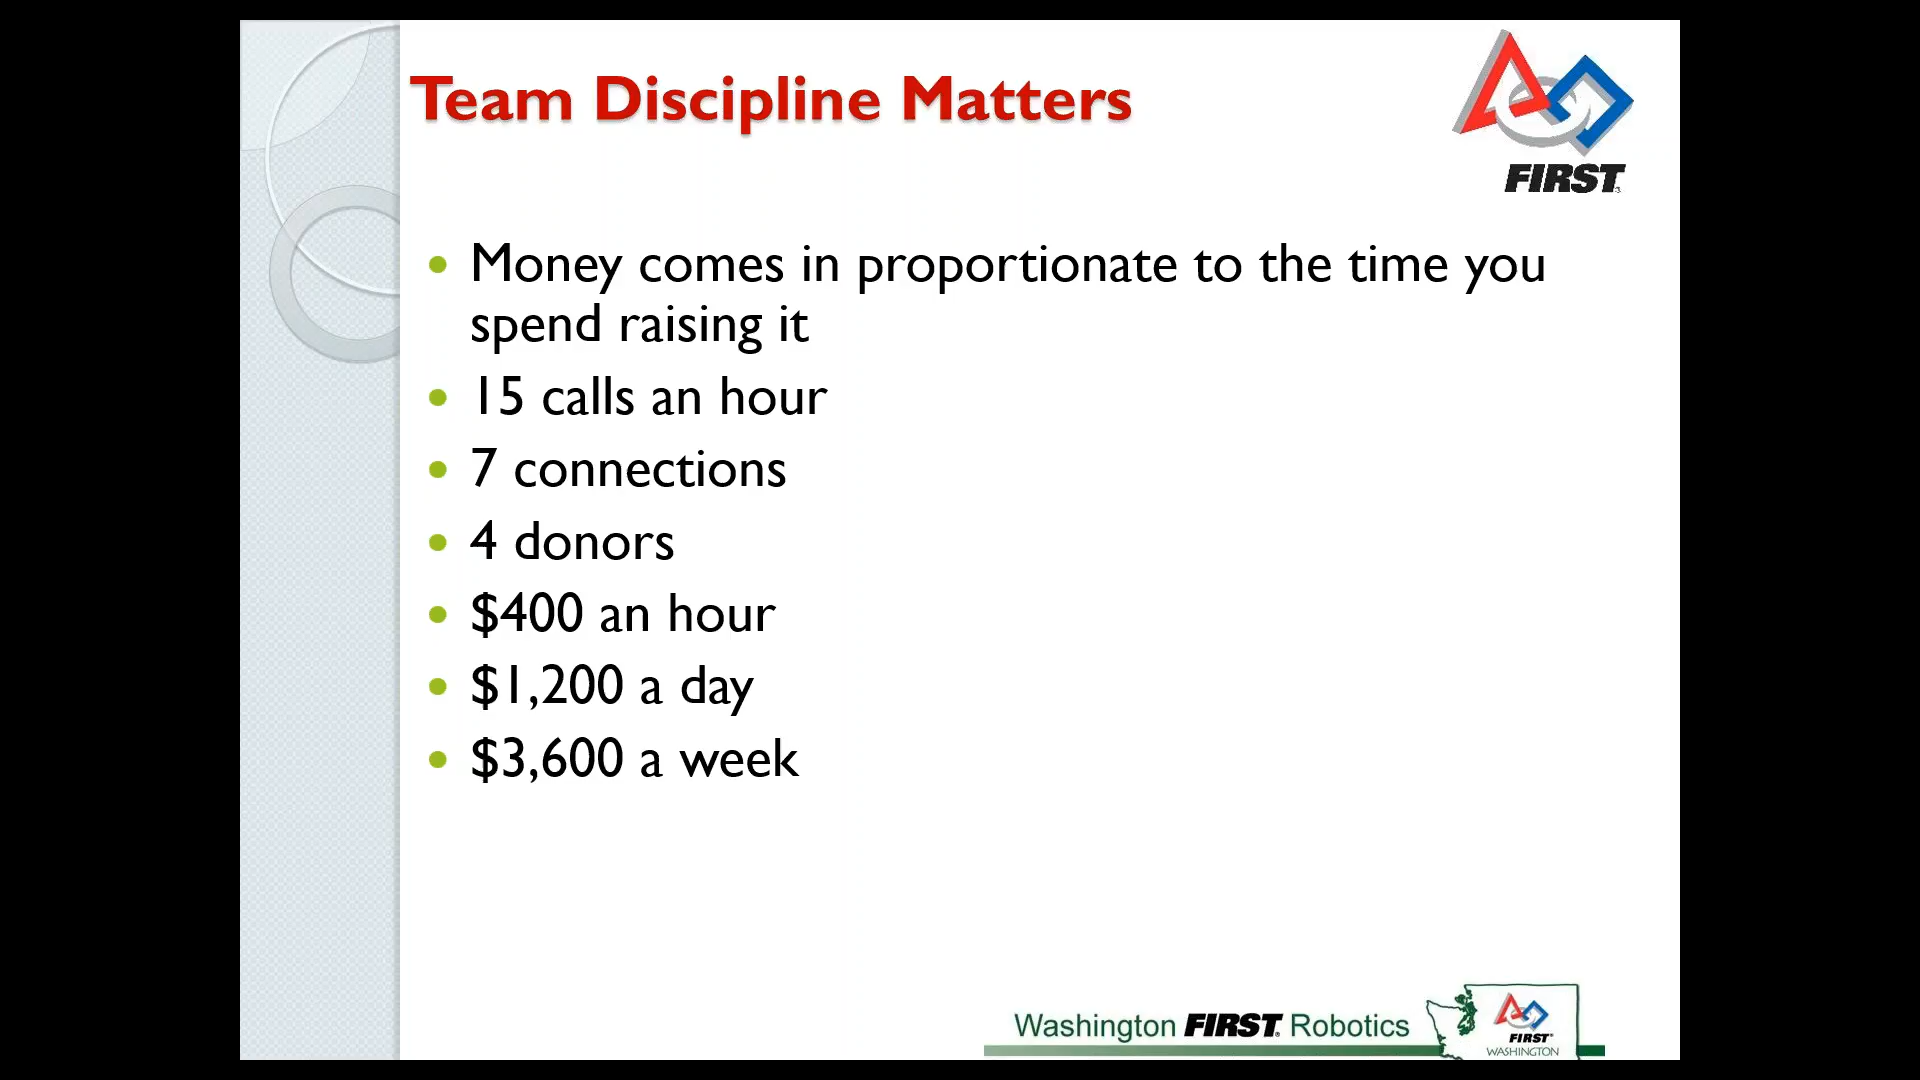 Team Discipline Matters
FIRST
• Money comes in proportionate to the time you
spend raising it
• 15 calls an hour
• 7 connections
• 4 donors
• $400 an hour
• $1,200 a day
• $3,600 a week
Washington FIRST Robotics
FIRST
WASHINGTON